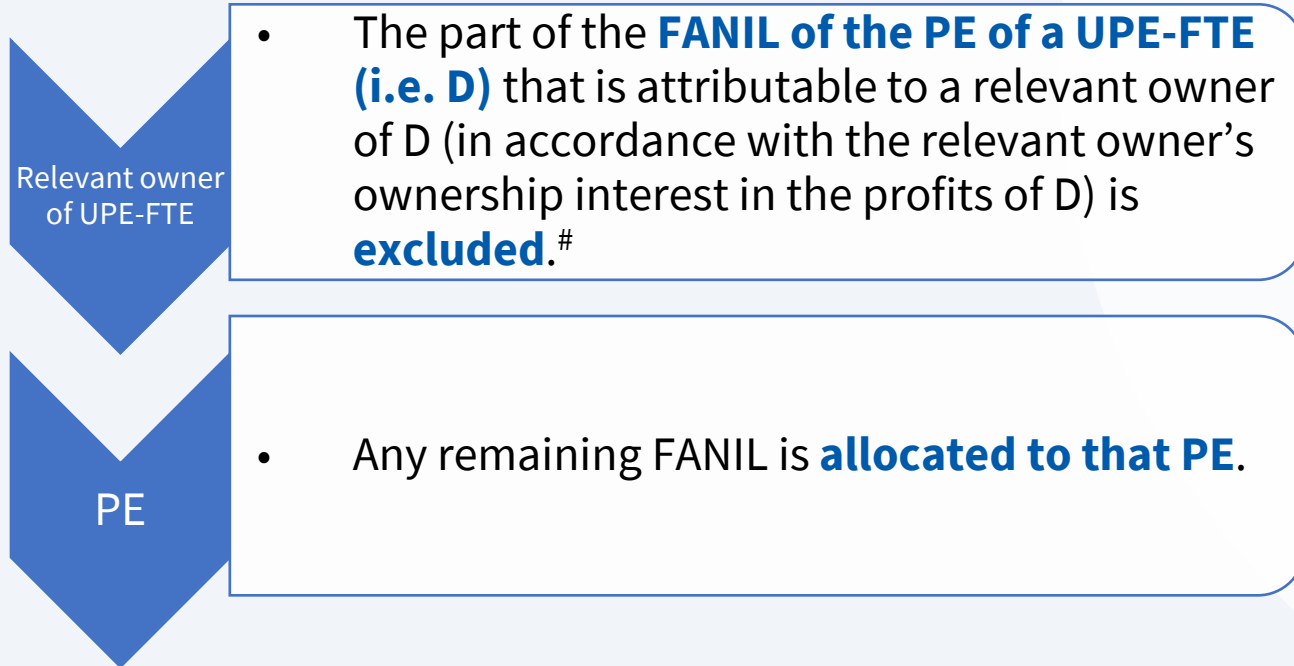 Relevant owner
of UPE-FTE
• The part of the FANIL of the PE of a UPE-FTE
(i.e. D) that is attributable to a relevant owner
of D (in accordance with the relevant owner’s
ownership interest in the profits of D) is
excluded.#
PE
• Any remaining FANIL is allocated to that PE.